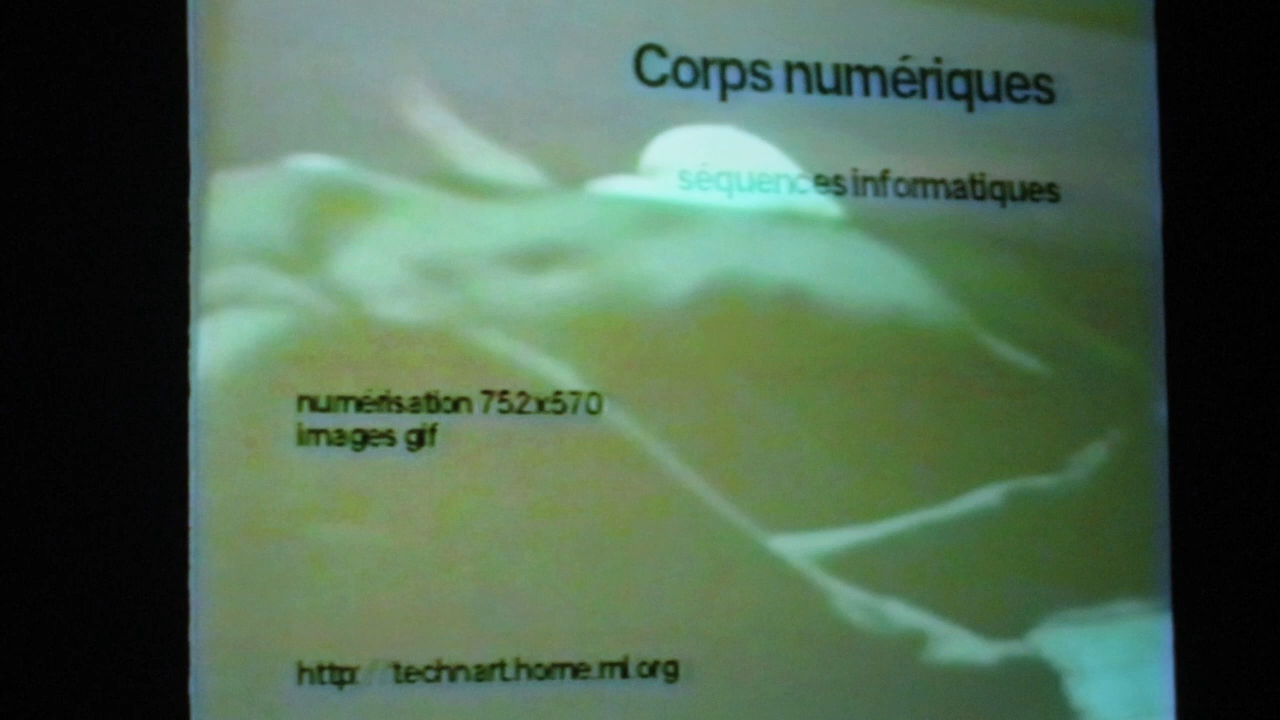 Corps numériques
séquences informatiques
numérisation 752x570
images gif
http://technart.home.ml.org